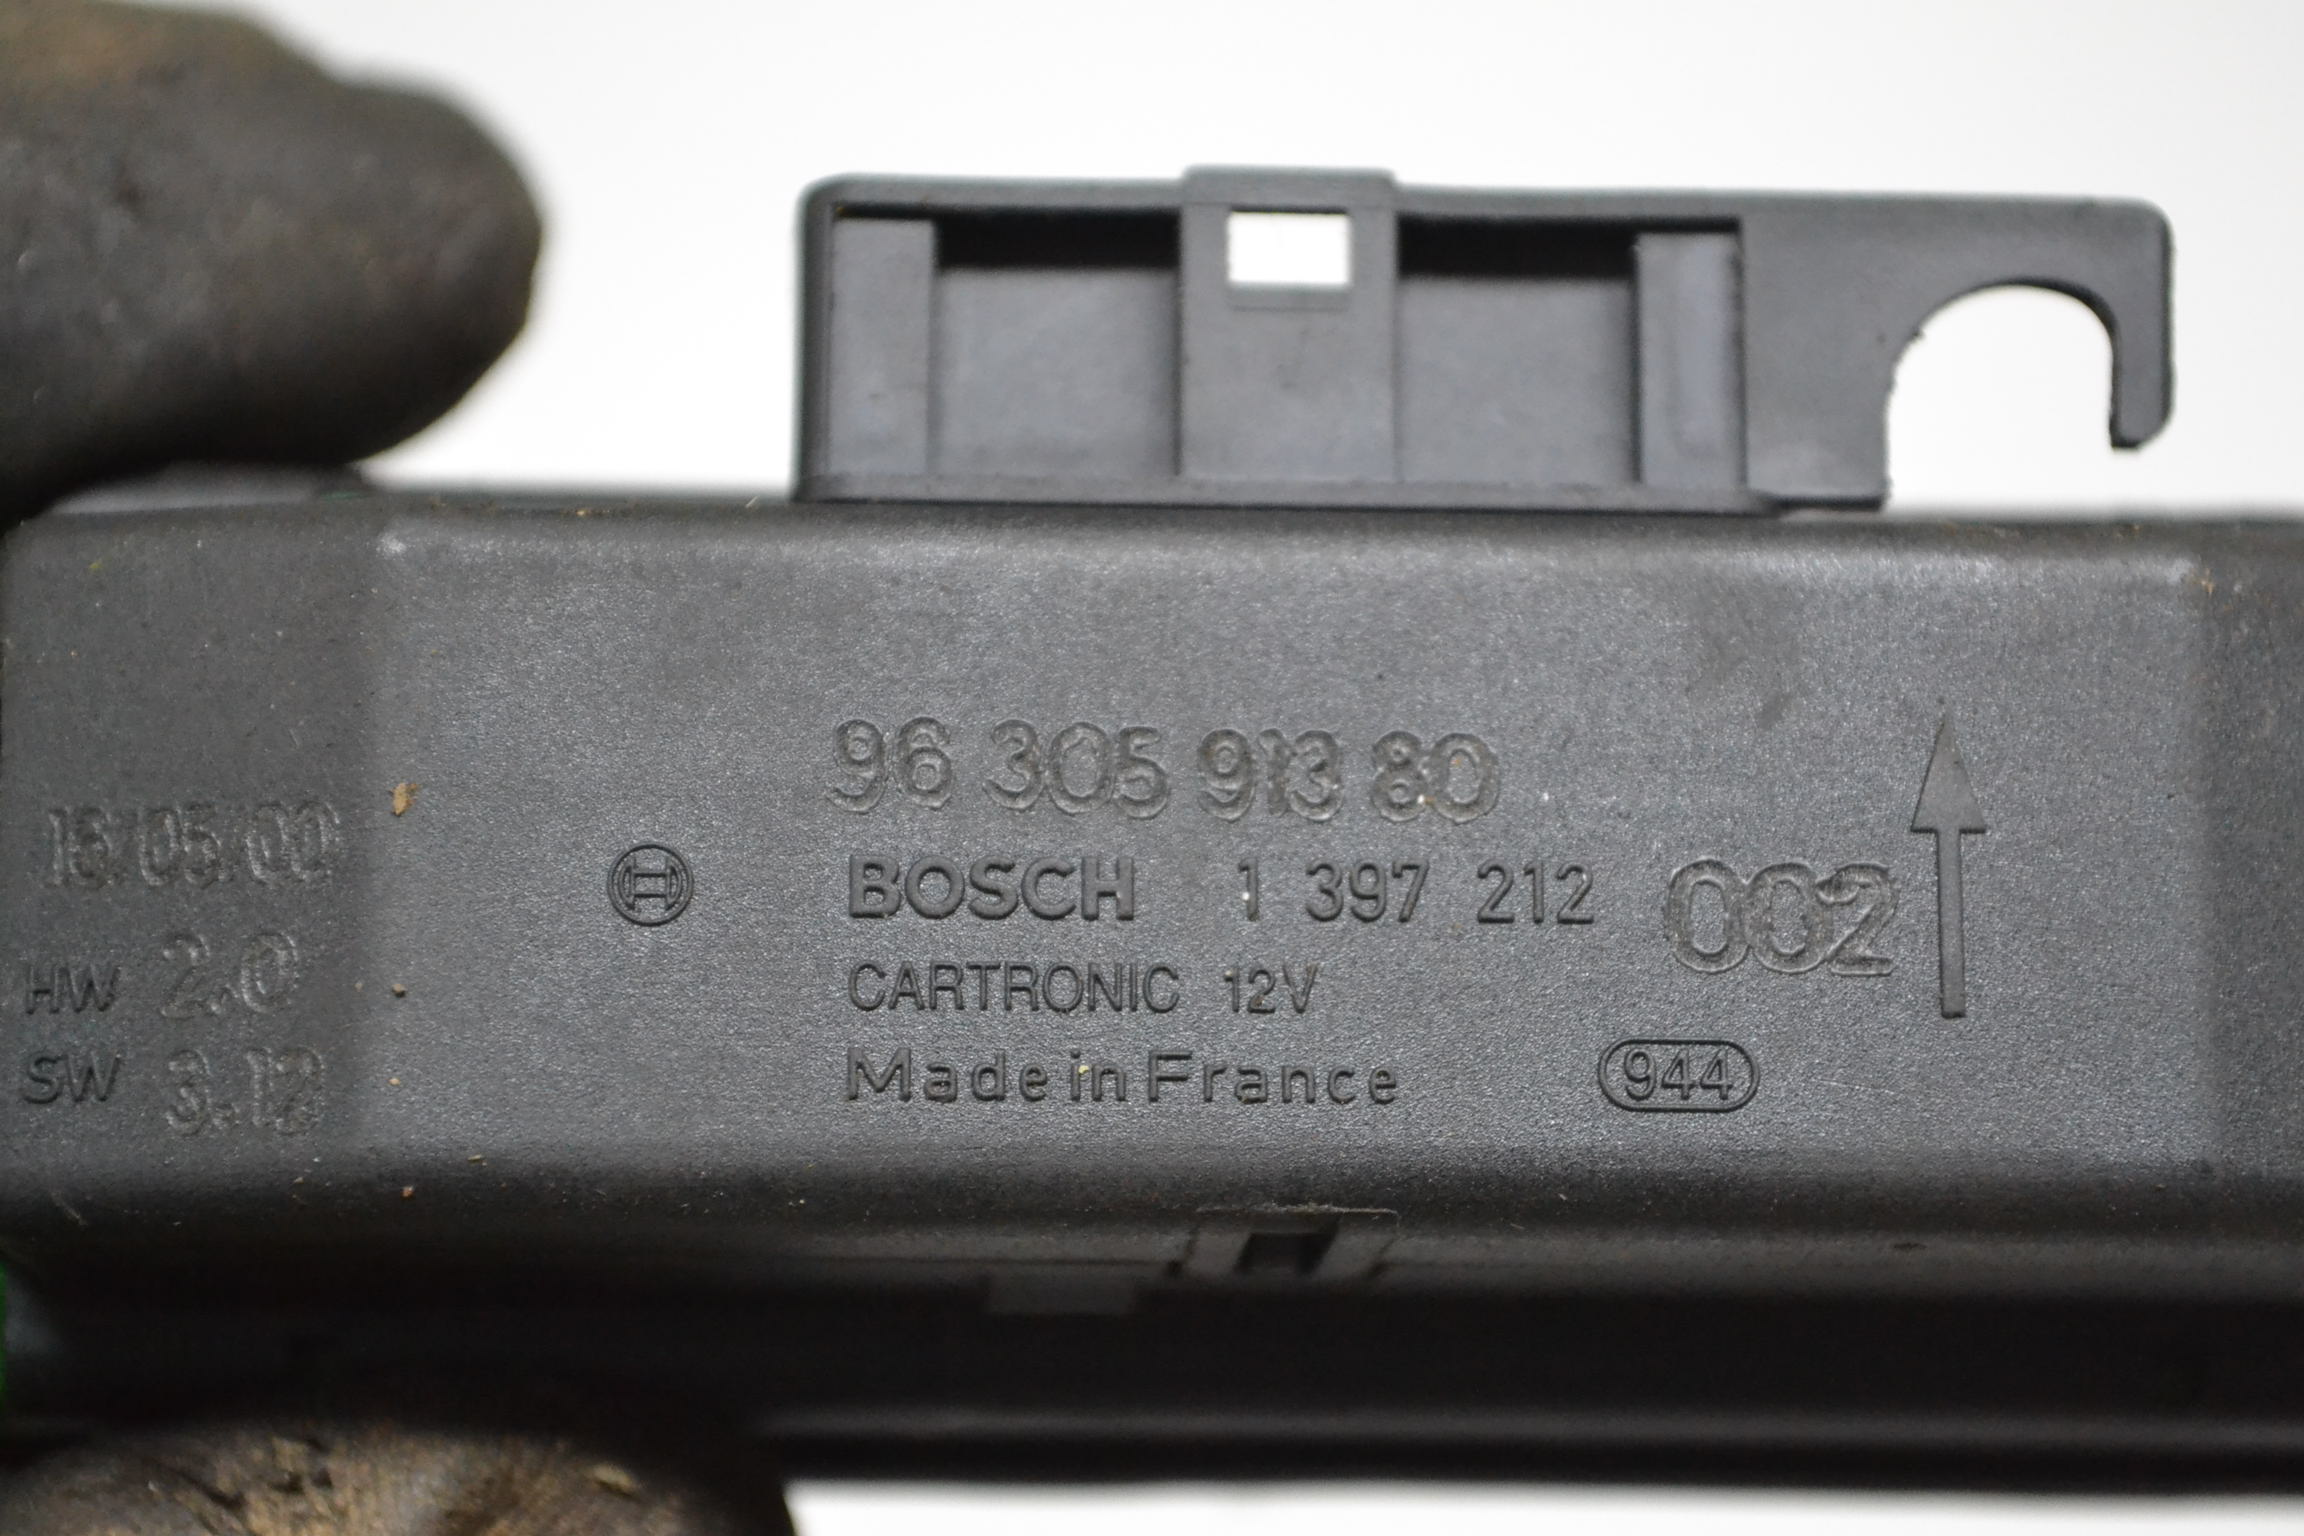 96 305 913 80
BOSCH 1 397 212 002
CARTRONIC 12V
Made in France
944
16/05/00
HW 2.0
SW 3.12